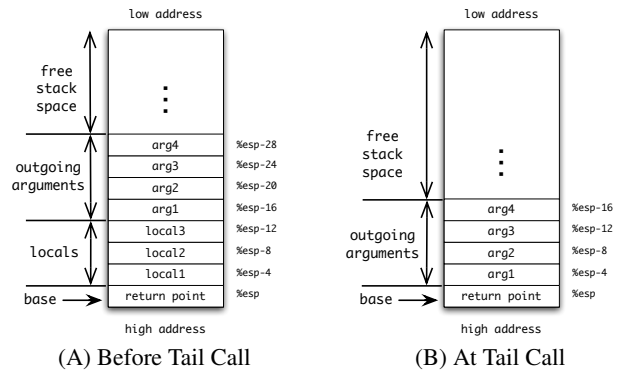 low address
free
stack
space
arg4 %esp-28
arg3 %esp-24
outgoing
arguments
arg2 %esp-20
arg1 %esp-16
local3 %esp-12
locals
local2 %esp-8
local1 %esp-4
base return point %esp
high address
(A) Before Tail Call
low address
free
stack
space
arg4 %esp-16
arg3 %esp-12
outgoing
arguments
arg2 %esp-8
arg1 %esp-4
base return point %esp
high address
(B) At Tail Call